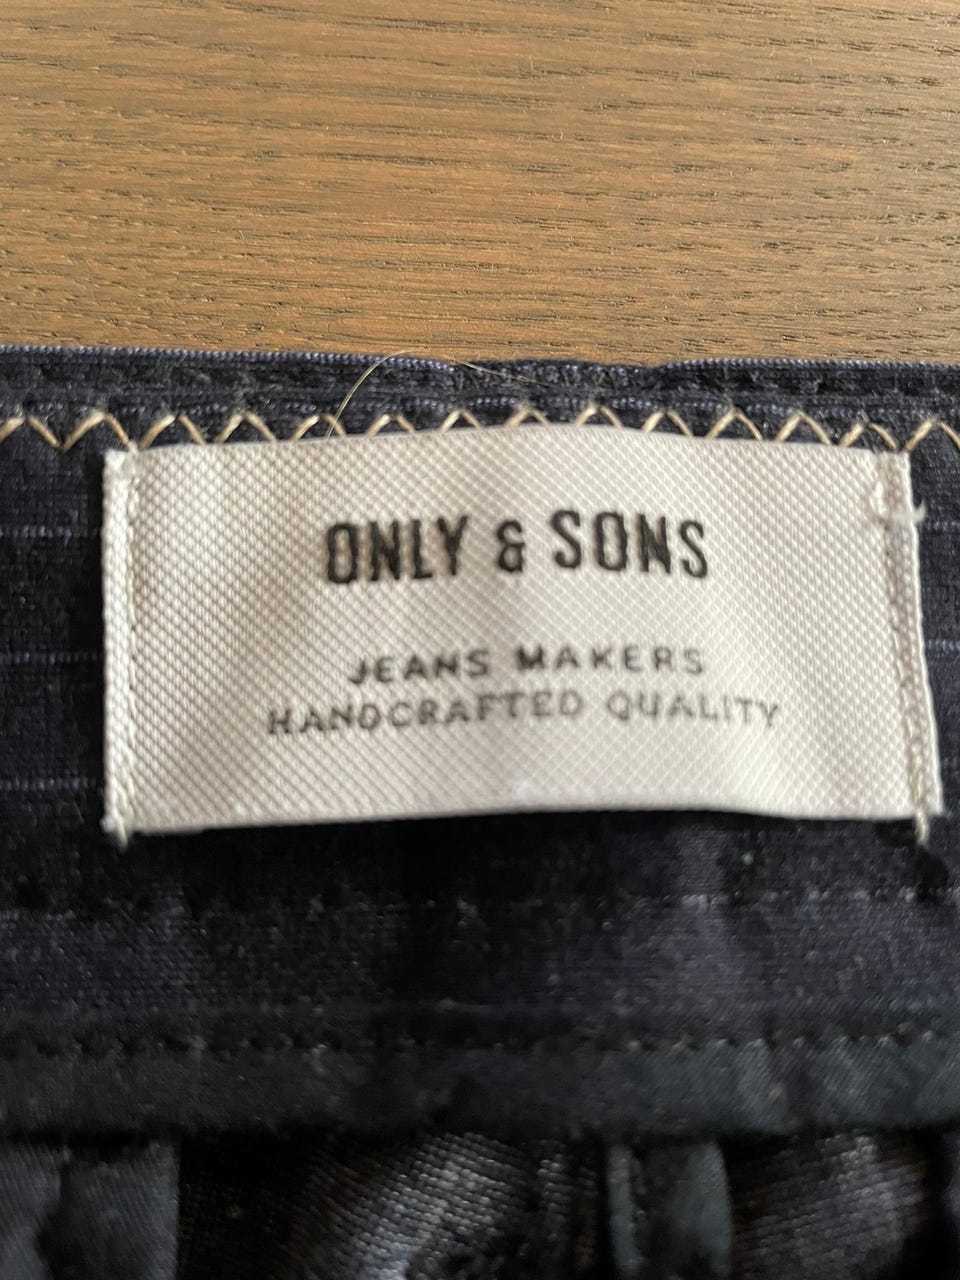 ONLY & SONS
JEANS MAKERS
HANDCRAFTED QUALITY